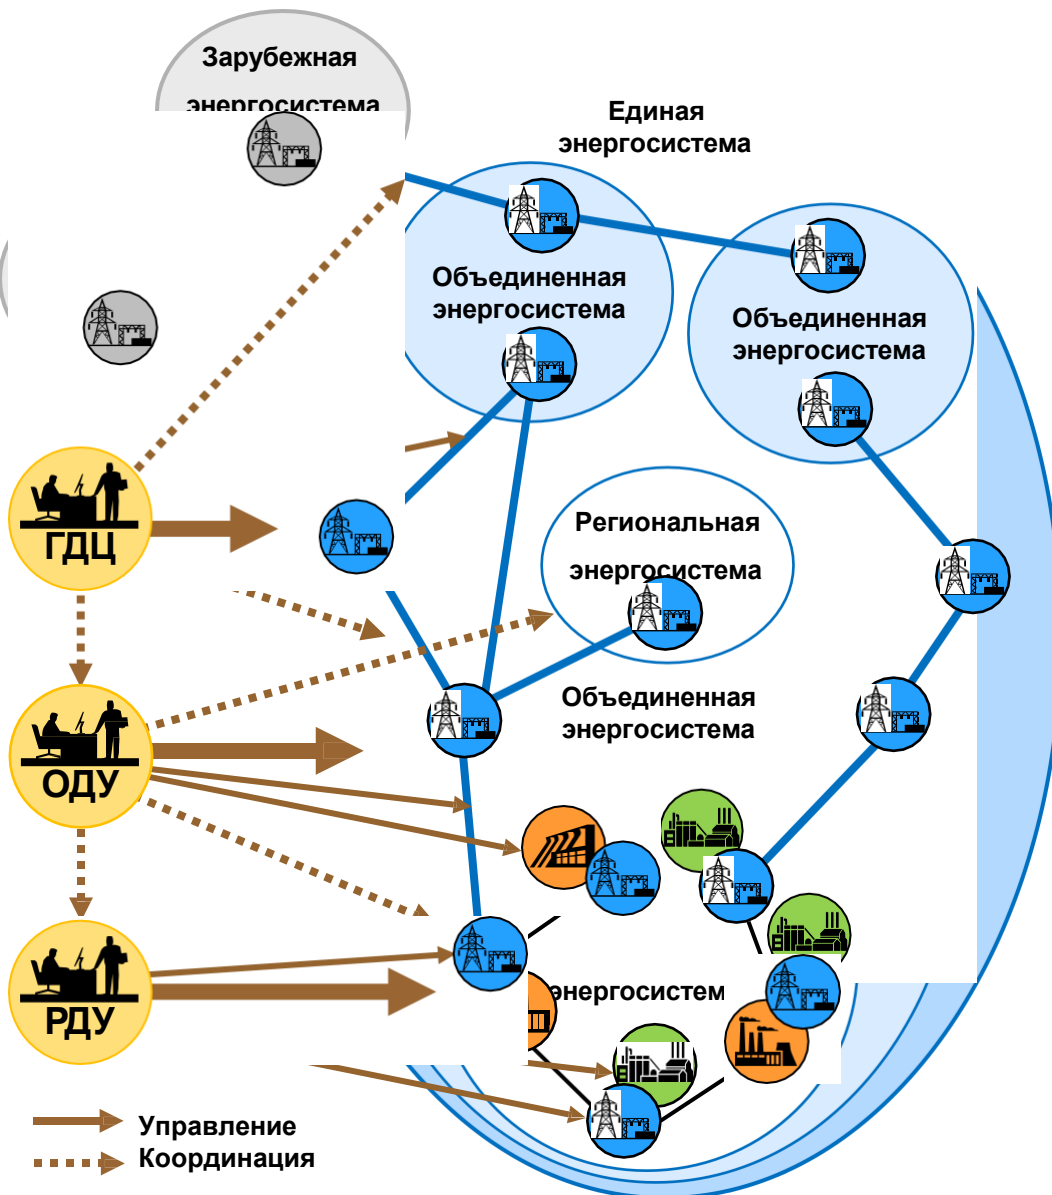 Зарубежная
энергосистема
Единая
энергосистема
Объединенная
энергосистема
Объединенная
энергосистема
ГДЦ
Региональная
энергосистема
Объединенная
энергосистема
ОДУ
энергосистем
РДУ
Управление
Координация